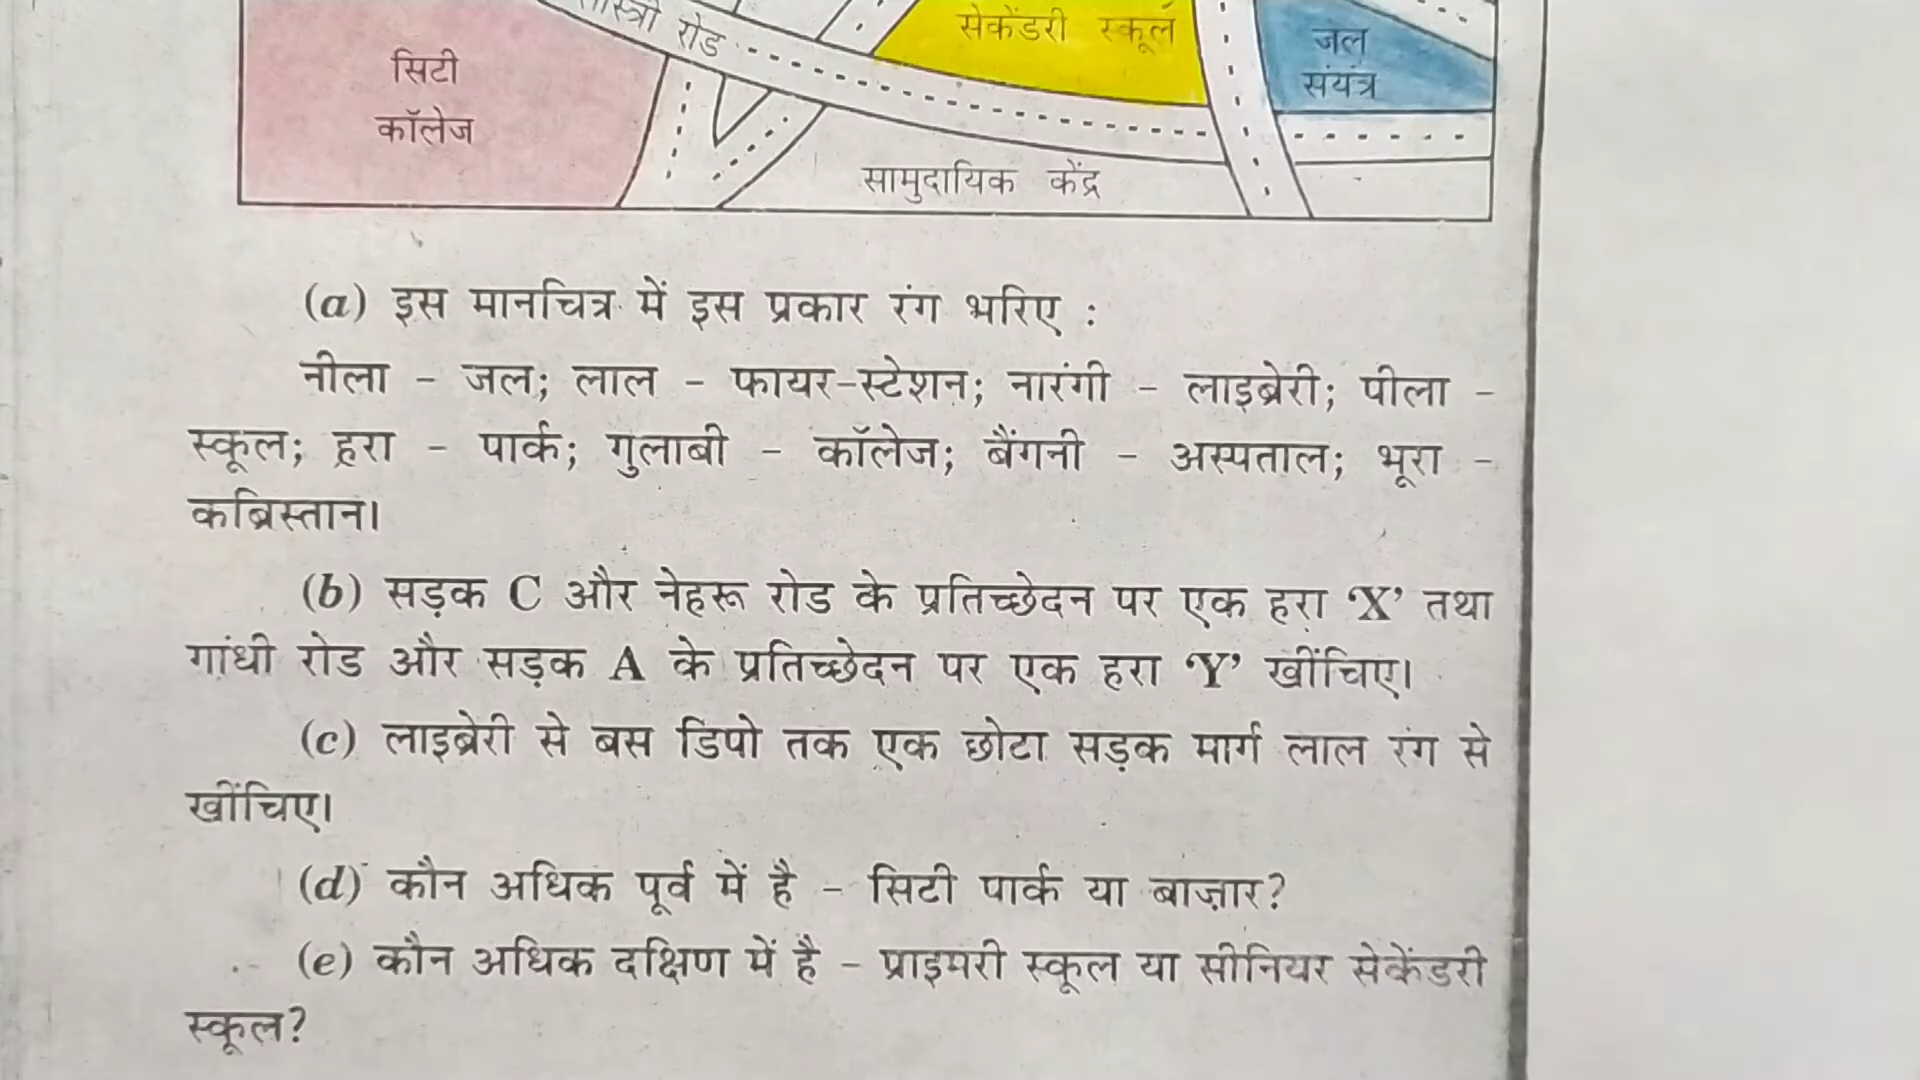 रोड
सेकेंडरी स्कूल
जल
संयंत्र
सिटी
कॉलेज
सामुदायिक केंद्र
(a) इस मानचित्र में इस प्रकार रंग भरिए :
नीला - जल; लाल - फायर-स्टेशन; नारंगी - लाइब्रेरी; पीला -
स्कूल; हरा - पार्क; गुलाबी - कॉलेज; बैंगनी - अस्पताल; भूरा -
कब्रिस्तान।
(b) सड़क C और नेहरू रोड के प्रतिच्छेदन पर एक हरा ‘X’ तथा
गांधी रोड और सड़क A के प्रतिच्छेदन पर एक हरा ‘Y’ खींचिए।
(c) लाइब्रेरी से बस डिपो तक एक छोटा सड़क मार्ग लाल रंग से
खींचिए।
(d) कौन अधिक पूर्व में है - सिटी पार्क या बाज़ार?
(e) कौन अधिक दक्षिण में है - प्राइमरी स्कूल या सीनियर सेकेंडरी
स्कूल?